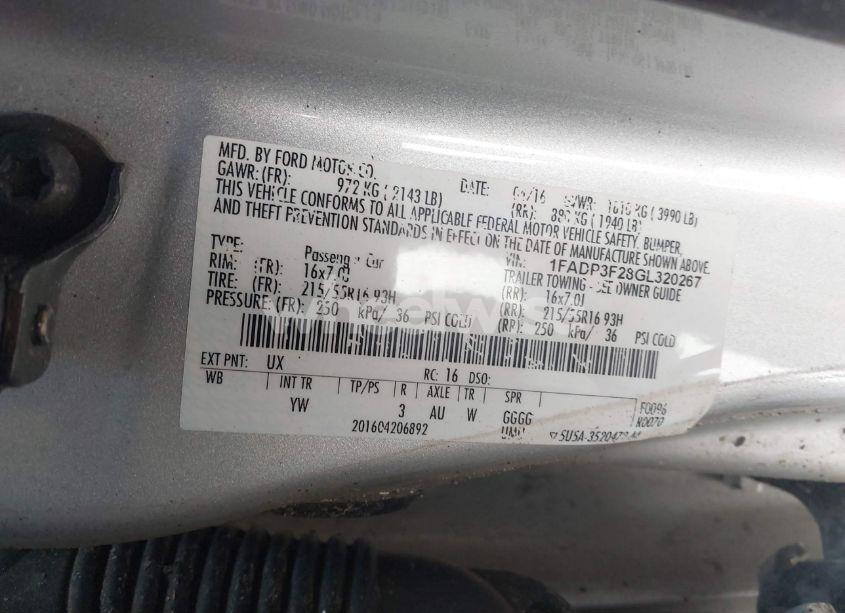 MFD. BY FORD MOTOR CO.
DATE: 04/16 GVWR: 1810 KG ( 3990 LB)
GAWR: (FR): 972 KG ( 2143 LB) (RR): 880 KG ( 1940 LB)
THIS VEHICLE CONFORMS TO ALL APPLICABLE FEDERAL MOTOR VEHICLE SAFETY, BUMPER,
AND THEFT PREVENTION STANDARDS IN EFFECT ON THE DATE OF MANUFACTURE SHOWN ABOVE.
VIN: 1FADP3F28GL320267
TYPE: Passenger Car TRAILER TOWING - SEE OWNER GUIDE
RIM: (FR): 16x7.0J (RR): 16x7.0J
TIRE: (FR): 215/55R16 93H (RR): 215/55R16 93H
PRESSURE: (FR): 250 kPa/ 36 PSI COLD (RR): 250 kPa/ 36 PSI COLD
EXT PNT: UX RC: 16 DSO:
WB INT TR TP/PS R AXLE TR SPR
YW 3 AU W GGGG
201604206892
F0096
R0070
wheelwis